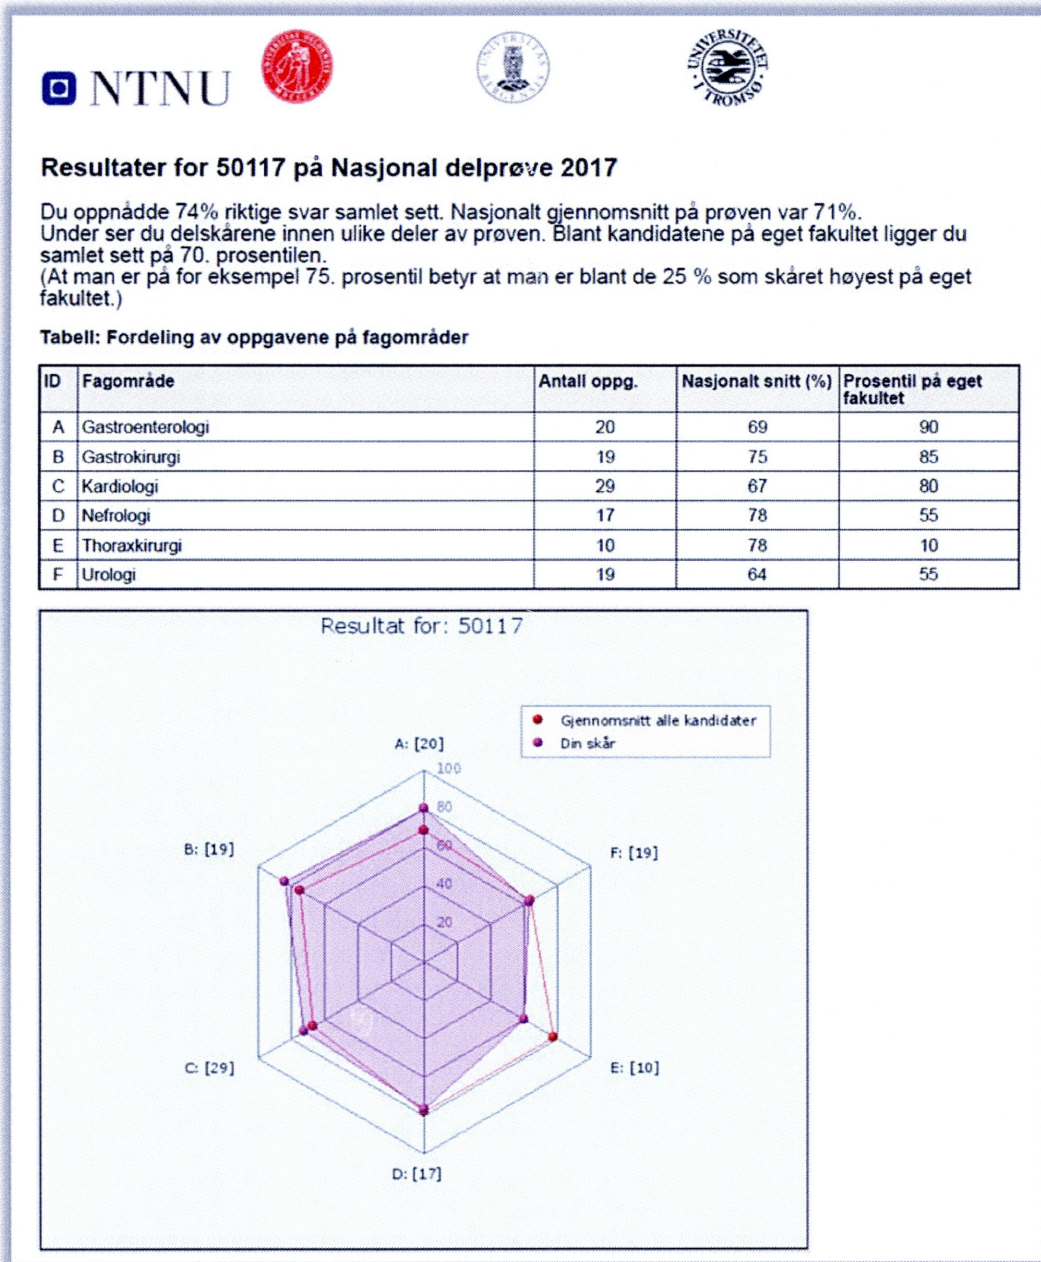 NTNU
UNIVERSITAS BERGENSIS
UNIVERSITETET I TROMSØ
Resultater for 50117 på Nasjonal delprøve 2017
Du oppnådde 74% riktige svar samlet sett. Nasjonalt gjennomsnitt på prøven var 71%.
Under ser du delskårene innen ulike deler av prøven. Blant kandidatene på eget fakultet ligger du
samlet sett på 70. prosentilen.
(At man er på for eksempel 75. prosentil betyr at man er blant de 25 % som skåret høyest på eget
fakultet.)
Tabell: Fordeling av oppgavene på fagområder
ID Fagområde Antall oppg. Nasjonalt snitt (%) Prosentil på eget
fakultet
A Gastroenterologi 20 69 90
B Gastrokirurgi 19 75 85
C Kardiologi 29 67 80
D Nefrologi 17 78 55
E Thoraxkirurgi 10 78 10
F Urologi 19 64 55
Resultat for: 50117
Gjennomsnitt alle kandidater
Din skår
A: [20]
100
80
60
40
20
B: [19]
F: [19]
C: [29]
E: [10]
D: [17]